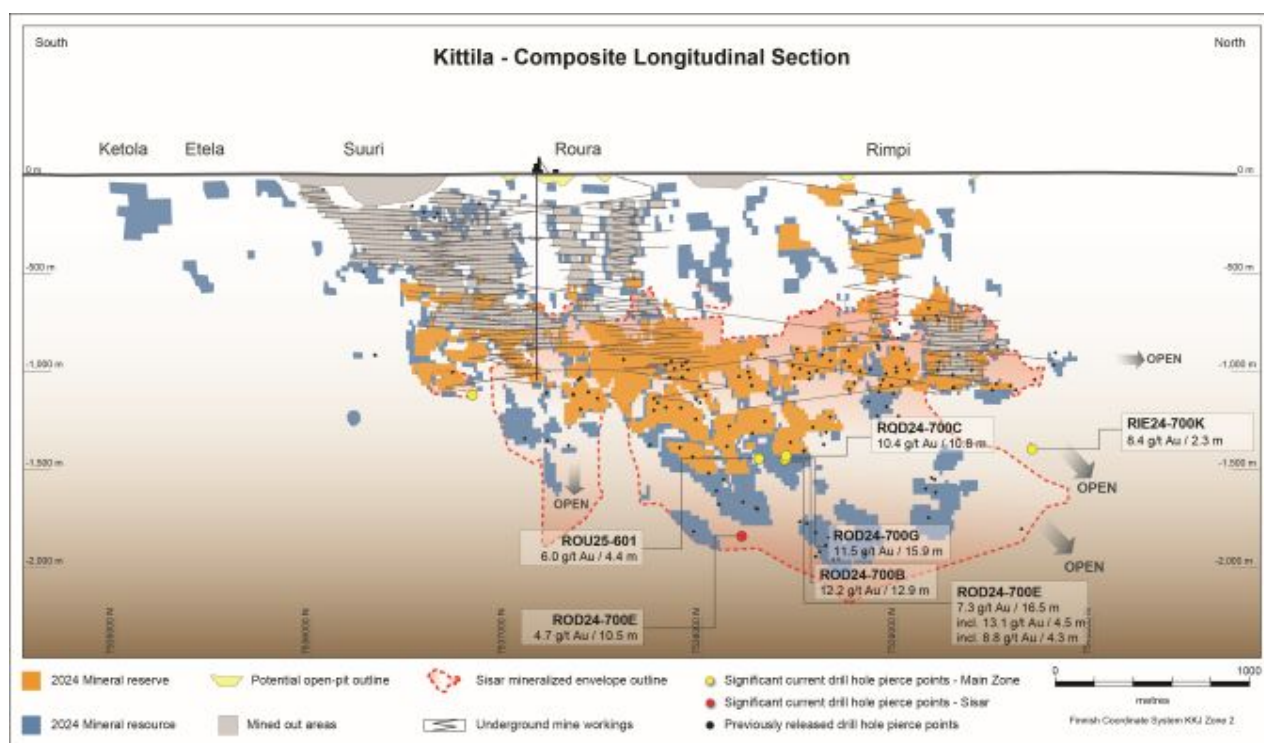 South
North
Kittila - Composite Longitudinal Section
Ketola
Etela
Suuri
Roura
Rimpi
0 m
0 m
-500 m
-500 m
-1,000 m
-1,000 m
OPEN
ROD24-700C
10.4 g/t Au / 10.8 m
RIE24-700K
8.4 g/t Au / 2.3 m
-1,500 m
-1,500 m
OPEN
OPEN
ROU25-601
6.0 g/t Au / 4.4 m
ROD24-700G
11.5 g/t Au / 15.9 m
OPEN
-2,000 m
-2,000 m
ROD24-700B
12.2 g/t Au / 12.9 m
ROD24-700E
7.3 g/t Au / 16.5 m
incl. 13.1 g/t Au / 4.5 m
incl. 8.8 g/t Au / 4.3 m
ROD24-700E
4.7 g/t Au / 10.5 m
2024 Mineral reserve
Potential open-pit outline
Sisar mineralized envelope outline
Significant current drill hole pierce points - Main Zone
Significant current drill hole pierce points - Sisar
2024 Mineral resource
Mined out areas
Underground mine workings
Previously released drill hole pierce points
0
1000
metres
Finnish Coordinate System KKJ Zone 2